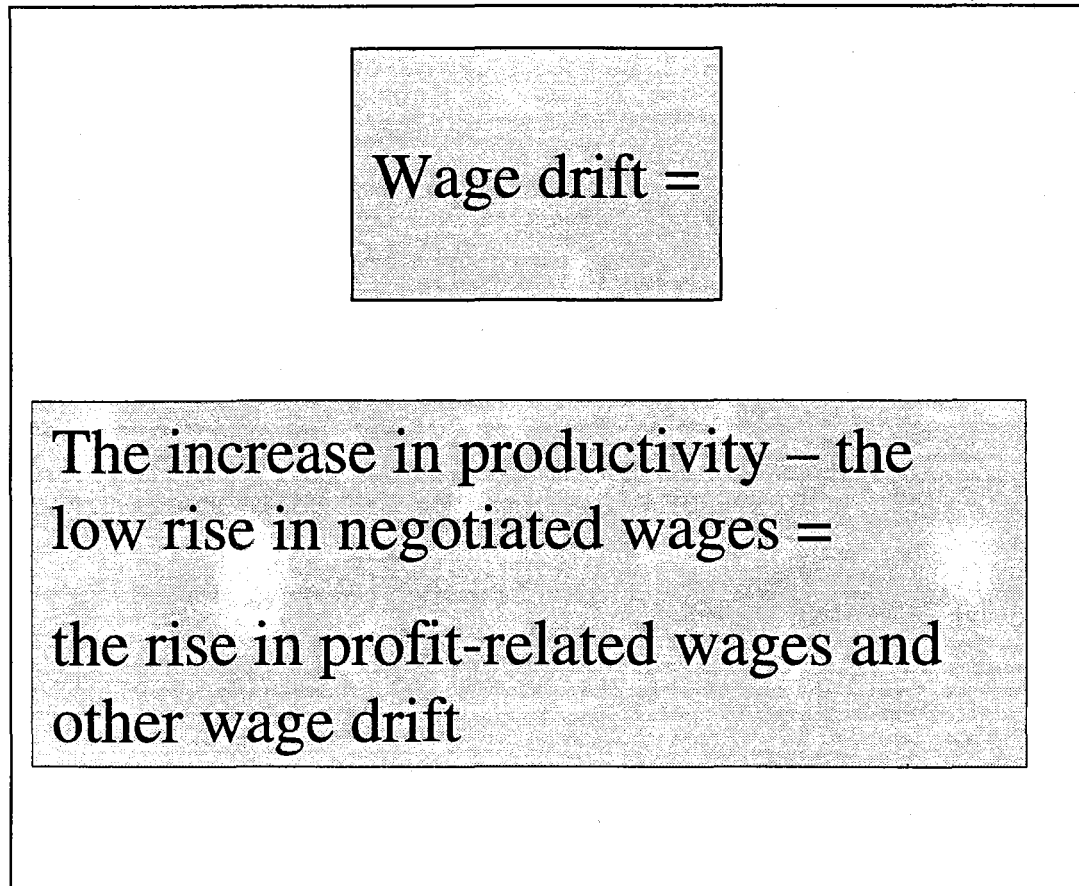 Wage drift =
The increase in productivity – the
low rise in negotiated wages =
the rise in profit-related wages and
other wage drift